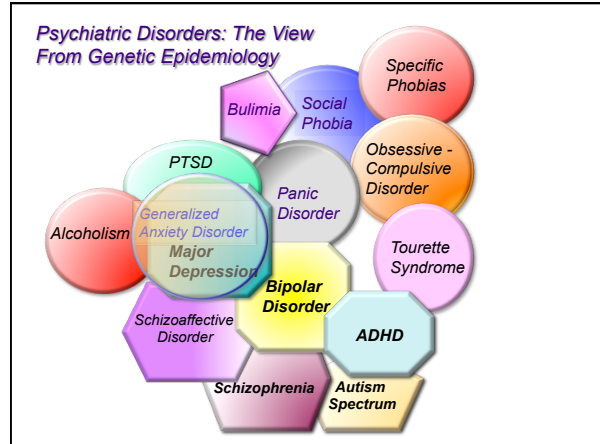 Psychiatric Disorders: The View
From Genetic Epidemiology
Specific
Phobias
Bulimia
Social
Phobia
Obsessive -
Compulsive
Disorder
PTSD
Panic
Disorder
Alcoholism
Generalized
Anxiety Disorder
Major
Depression
Tourette
Syndrome
Bipolar
Disorder
Schizoaffective
Disorder
ADHD
Schizophrenia
Autism
Spectrum